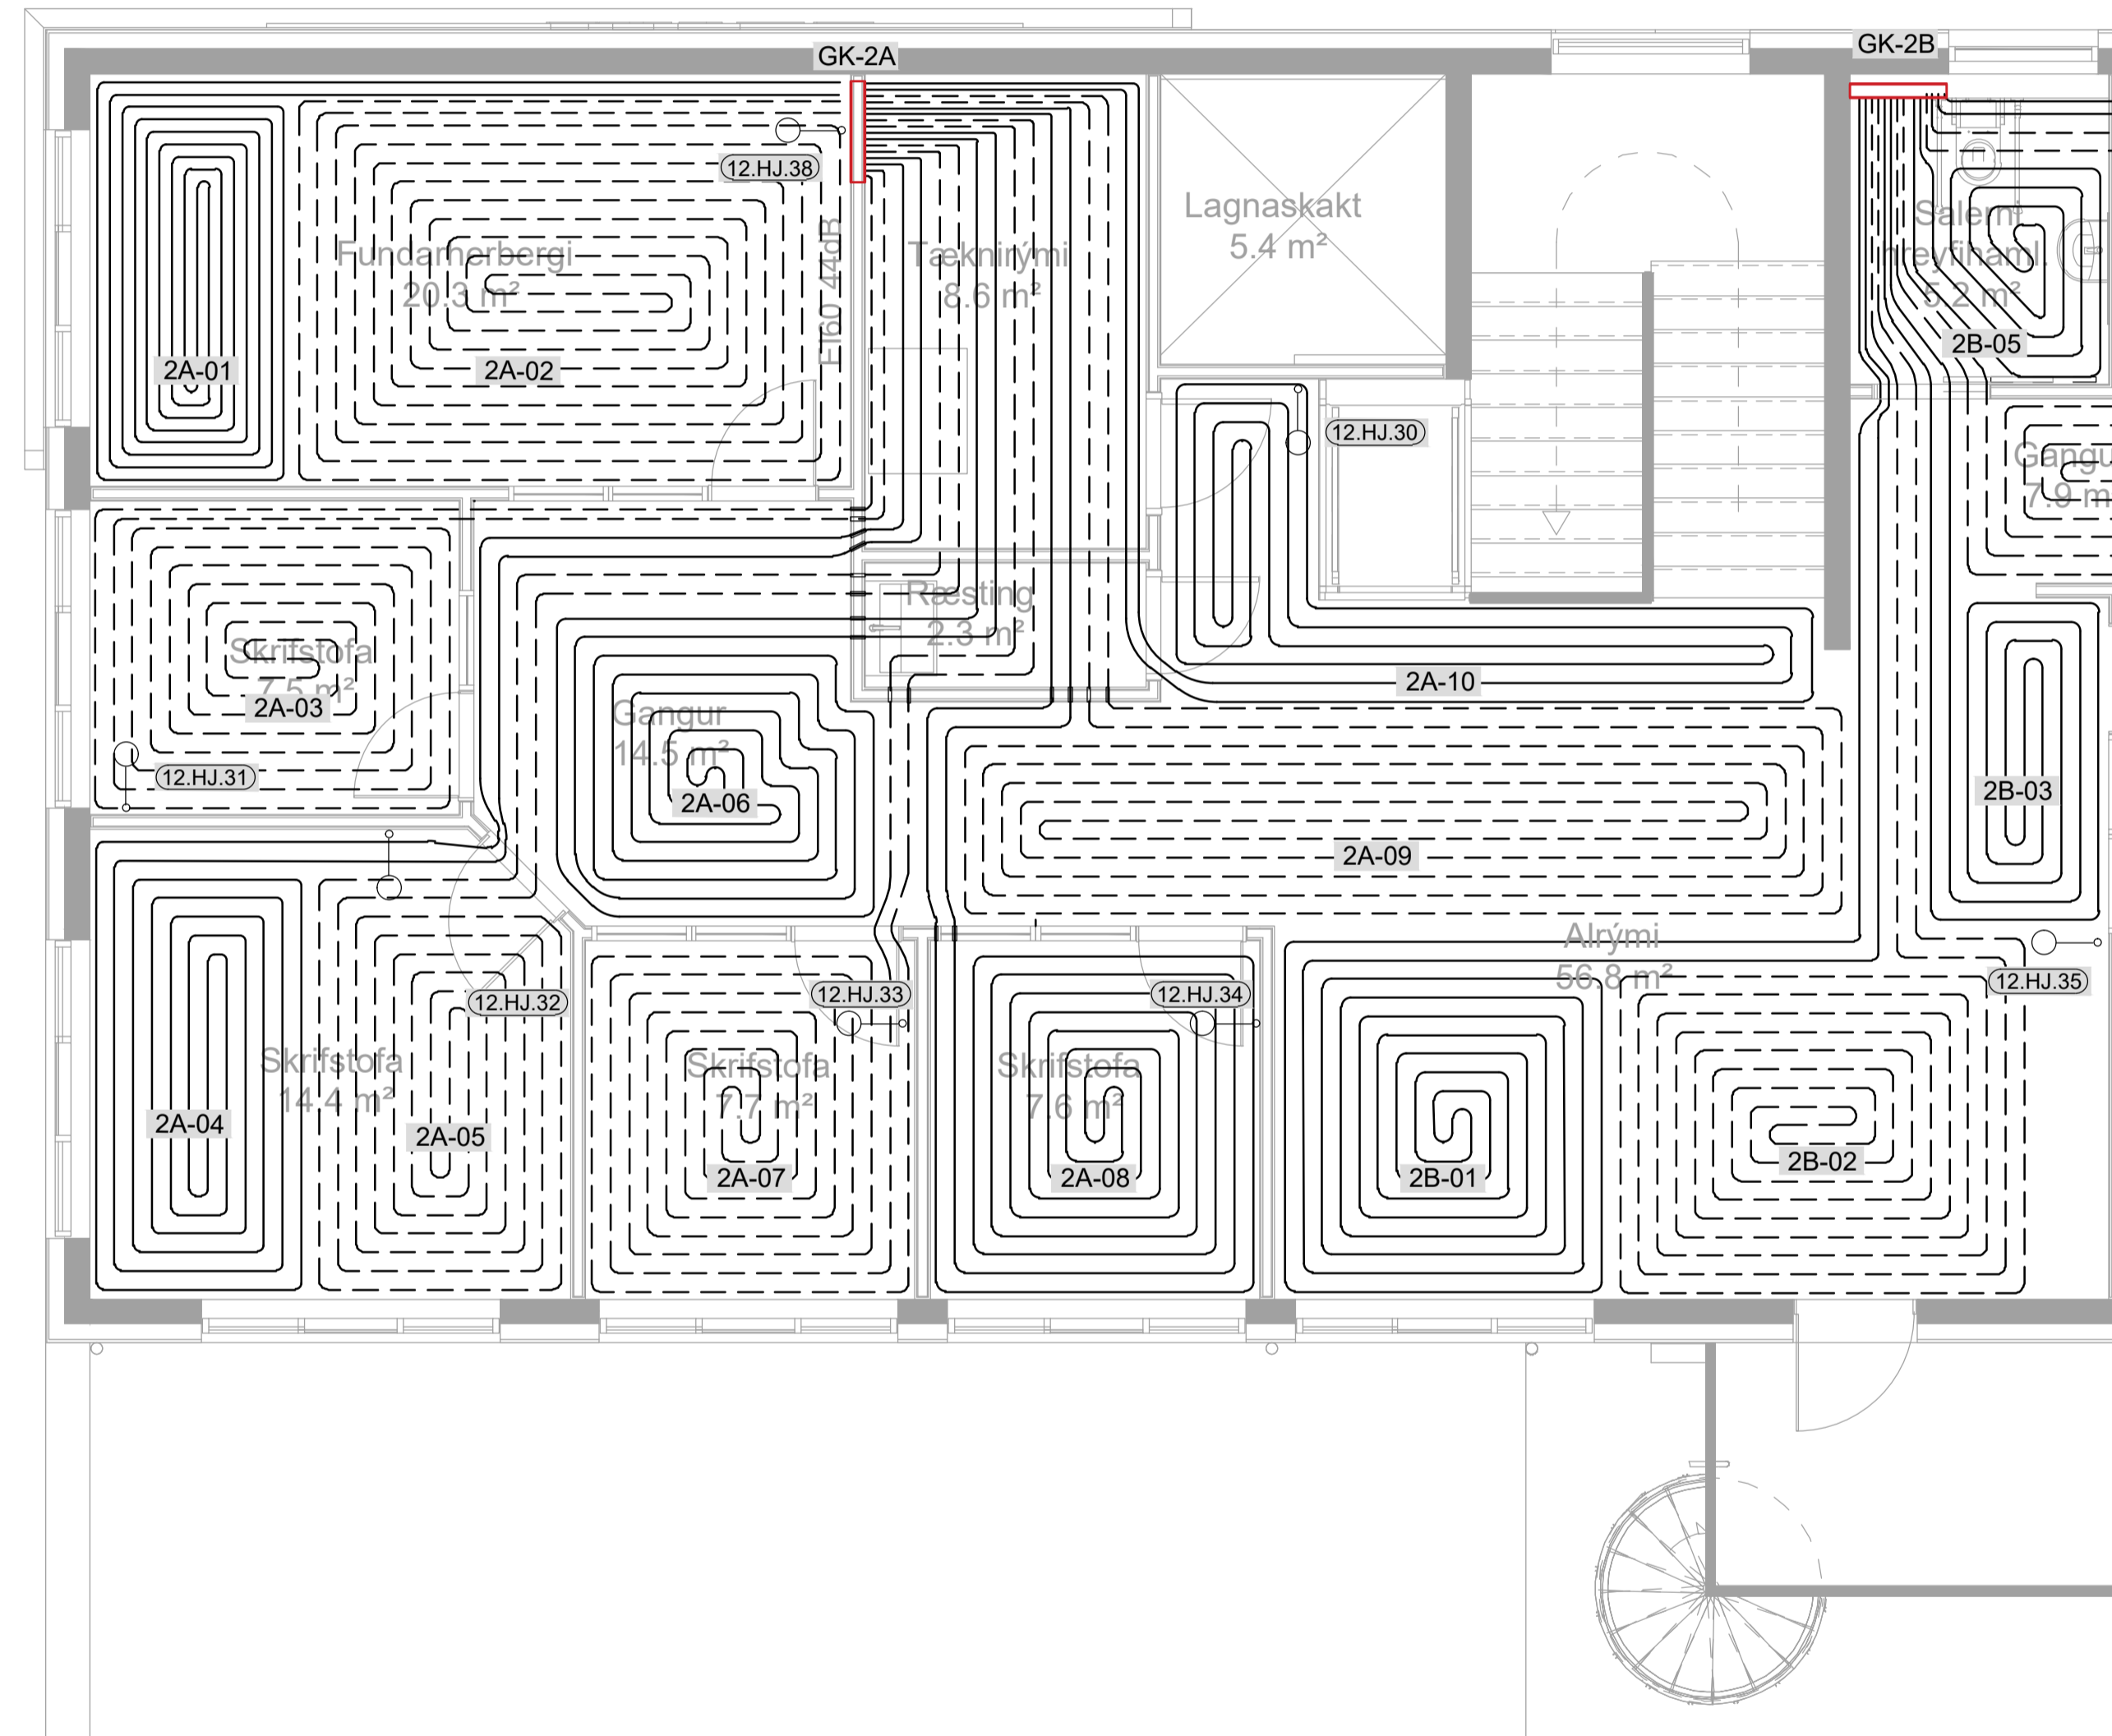 GK-2A
GK-2B
12.HJ.38
Fundarherbergi
20.3 m²
2A-01
2A-02
EI60 44dB
Tæknirými
8.6 m²
Lagnaskakt
5.4 m²
12.HJ.30
hreyfihaml.
5.2 m²
2B-05
Gangu
7.9 m
Skrifstofa
7.5 m²
2A-03
12.HJ.31
Ræsting
2.3 m²
Gangur
14.5 m²
2A-06
2A-10
2A-09
2B-03
Alrými
56.8 m²
12.HJ.35
Skrifstofa
14.4 m²
2A-04
2A-05
12.HJ.32
12.HJ.33
Skrifstofa
7.7 m²
2A-07
12.HJ.34
Skrifstofa
7.6 m²
2A-08
2B-01
2B-02